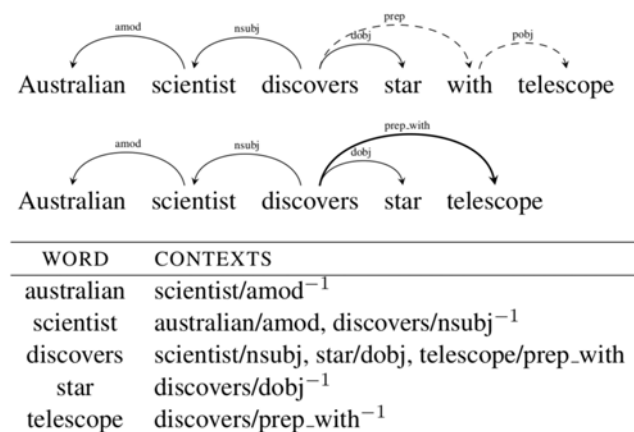 prep
amod nsubj dobj pobj
Australian scientist discovers star with telescope
prep_with
amod nsubj dobj
Australian scientist discovers star telescope
WORD CONTEXTS
australian scientist/amod⁻¹
scientist australian/amod, discovers/nsubj⁻¹
discovers scientist/nsubj, star/dobj, telescope/prep_with
star discovers/dobj⁻¹
telescope discovers/prep_with⁻¹